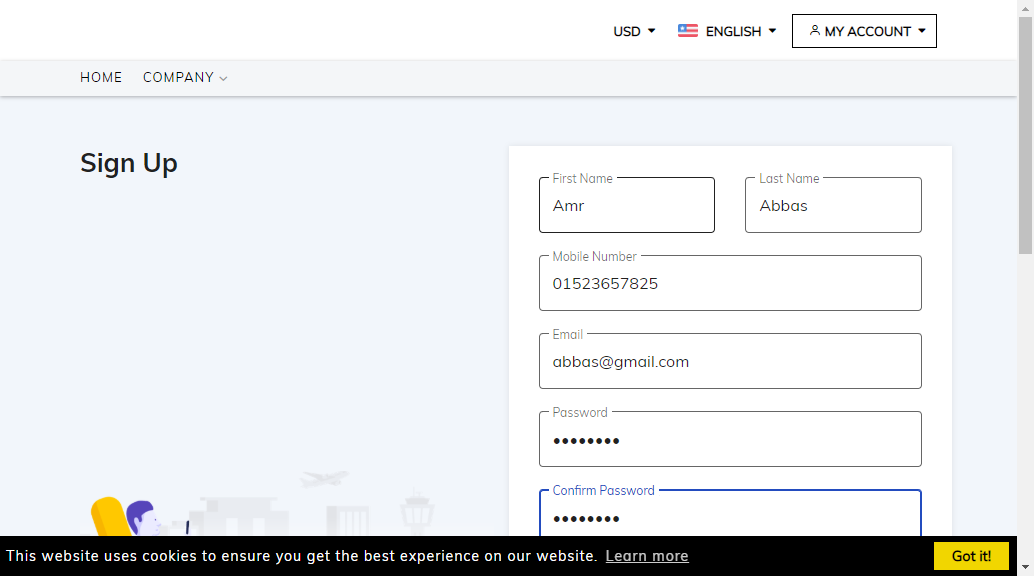 USD ENGLISH MY ACCOUNT
HOME COMPANY
Sign Up
First Name Last Name
Amr Abbas
Mobile Number
01523657825
Email
abbas@gmail.com
Password
••••••••
Confirm Password
••••••••
This website uses cookies to ensure you get the best experience on our website. Learn more Got it!